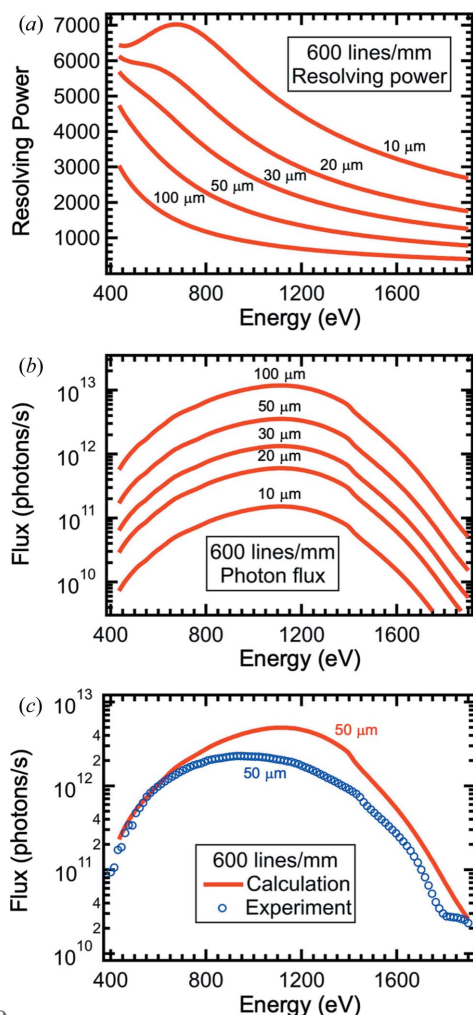 (a)
7000
6000
5000
4000
3000
2000
1000
Resolving Power
600 lines/mm
Resolving power
10 μm
20 μm
30 μm
50 μm
100 μm
400 800 1200 1600
Energy (eV)
(b)
10^13
10^12
10^11
10^10
Flux (photons/s)
100 μm
50 μm
30 μm
20 μm
10 μm
600 lines/mm
Photon flux
400 800 1200 1600
Energy (eV)
(c)
10^13
4
2
10^12
4
2
10^11
4
2
10^10
Flux (photons/s)
50 μm
50 μm
600 lines/mm
Calculation
Experiment
400 800 1200 1600
Energy (eV)